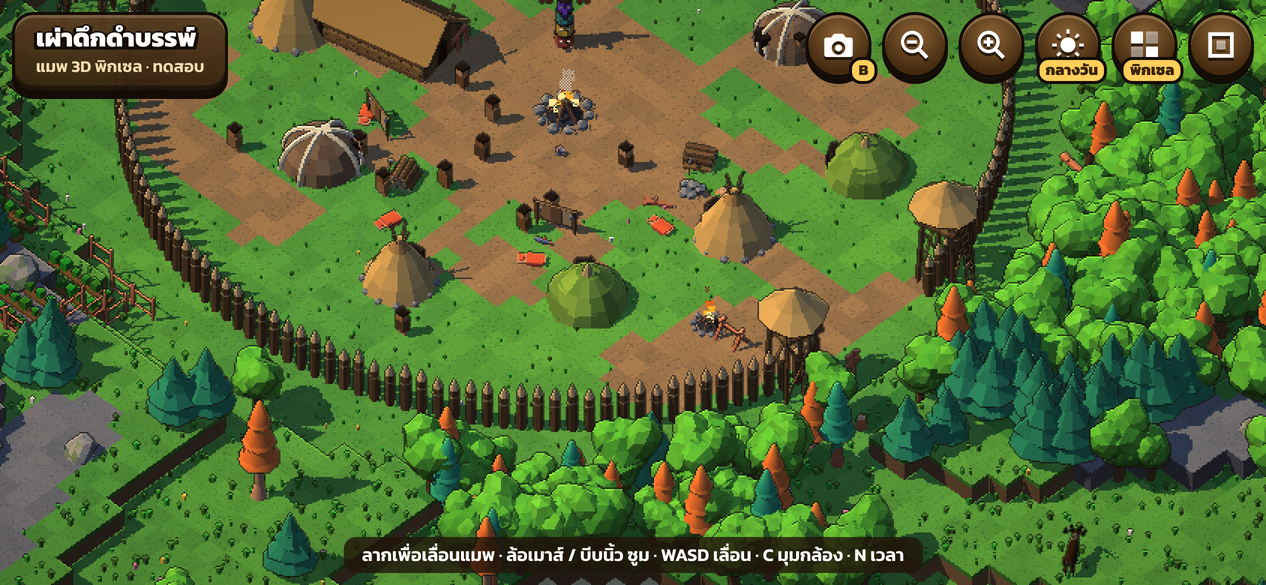 เผ่าดึกดำบรรพ์
แมพ 3D พิกเซล · ทดสอบ
B
กลางวัน
พิกเซล
ลากเพื่อเลื่อนแมพ · ล้อเมาส์ / บีบนิ้ว ซูม · WASD เลื่อน · C มุมกล้อง · N เวลา